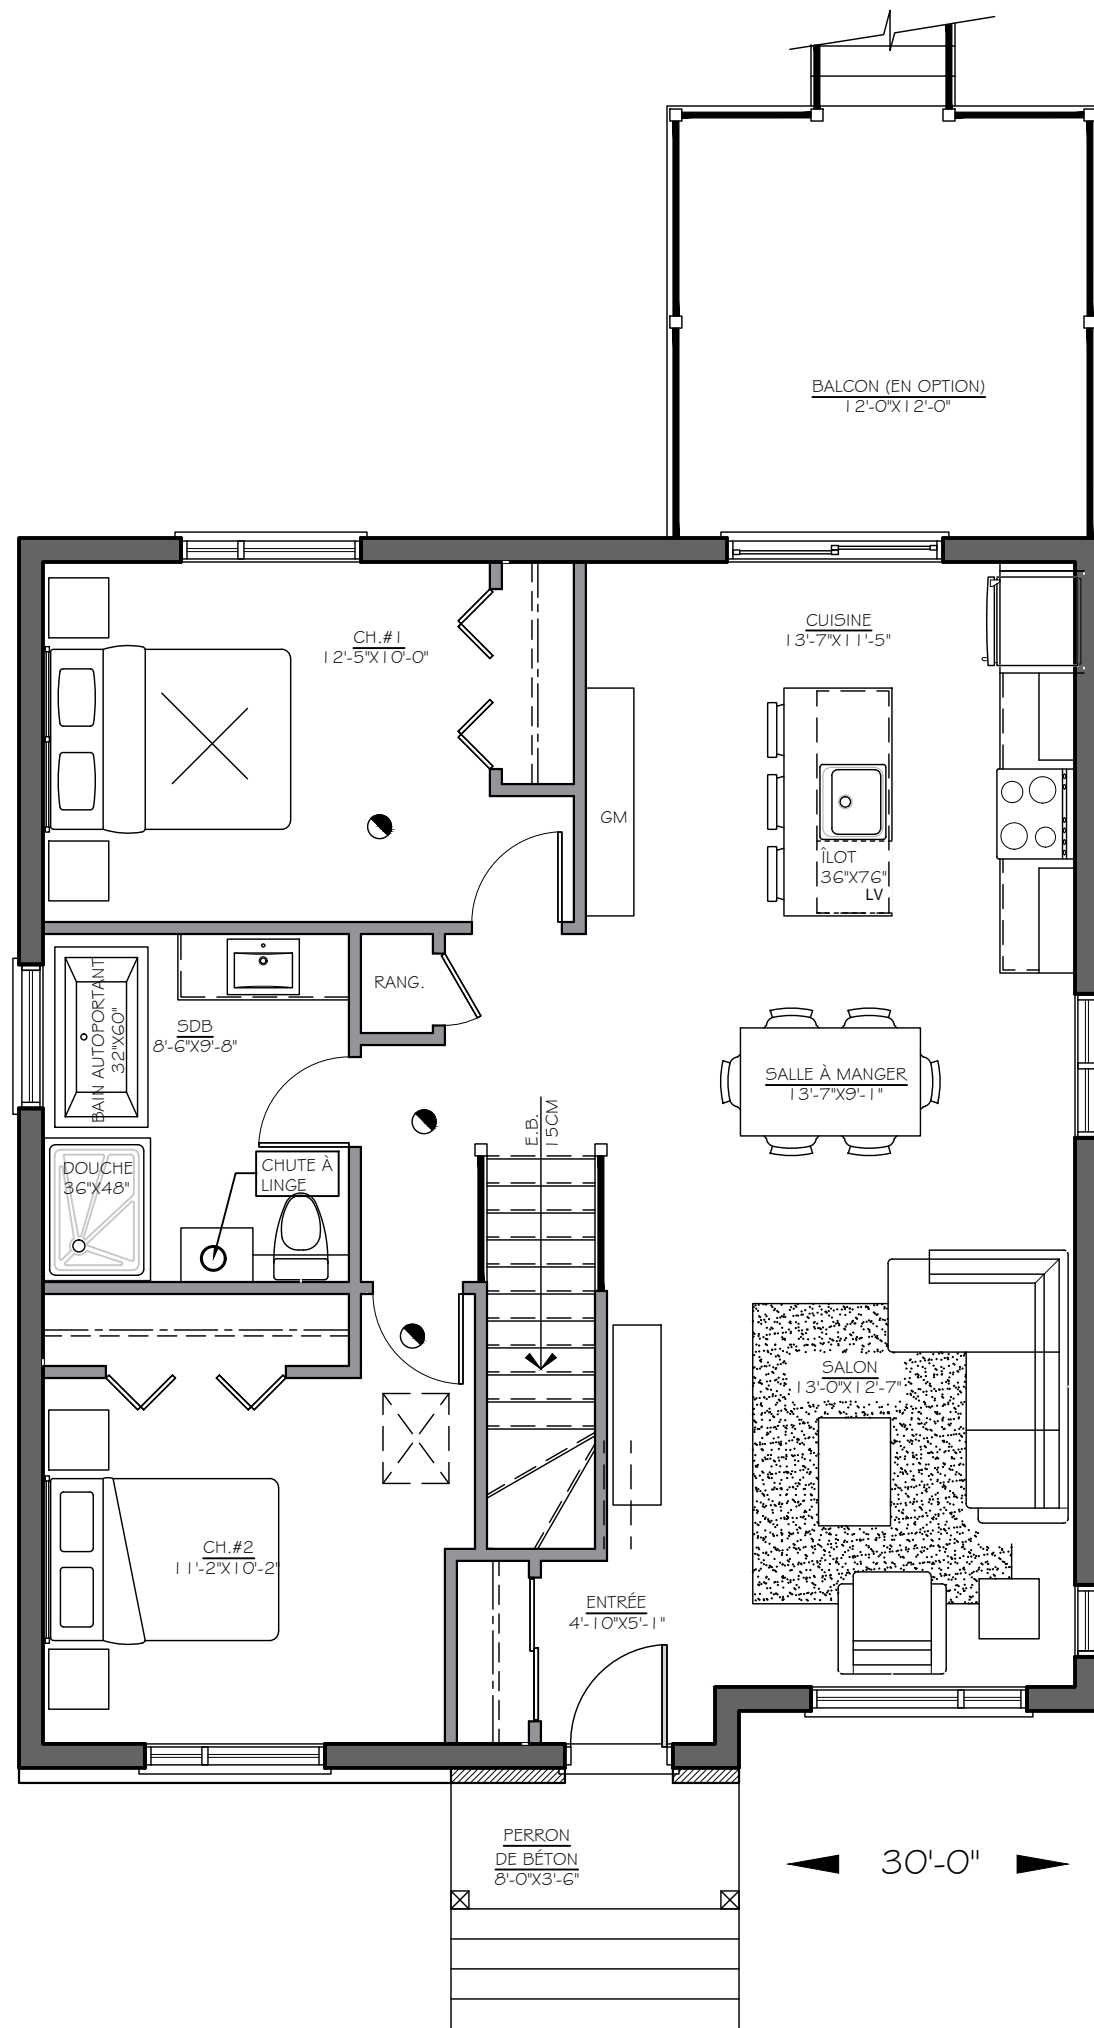 BALCON (EN OPTION)
12'-0"X12'-0"
CH.#1
12'-5"X10'-0"
CUISINE
13'-7"X11'-5"
GM
ÎLOT
36"X76"
LV
RANG.
BAIN AUTOPORTANT
32"X60"
SDB
8'-6"X9'-8"
SALLE À MANGER
13'-7"X9'-1"
E.B.
15CM
DOUCHE
36"X48"
CHUTE À
LINGE
SALON
13'-0"X12'-7"
CH.#2
11'-2"X10'-2"
ENTRÉE
4'-10"X5'-1"
PERRON
DE BÉTON
8'-0"X3'-6"
30'-0"